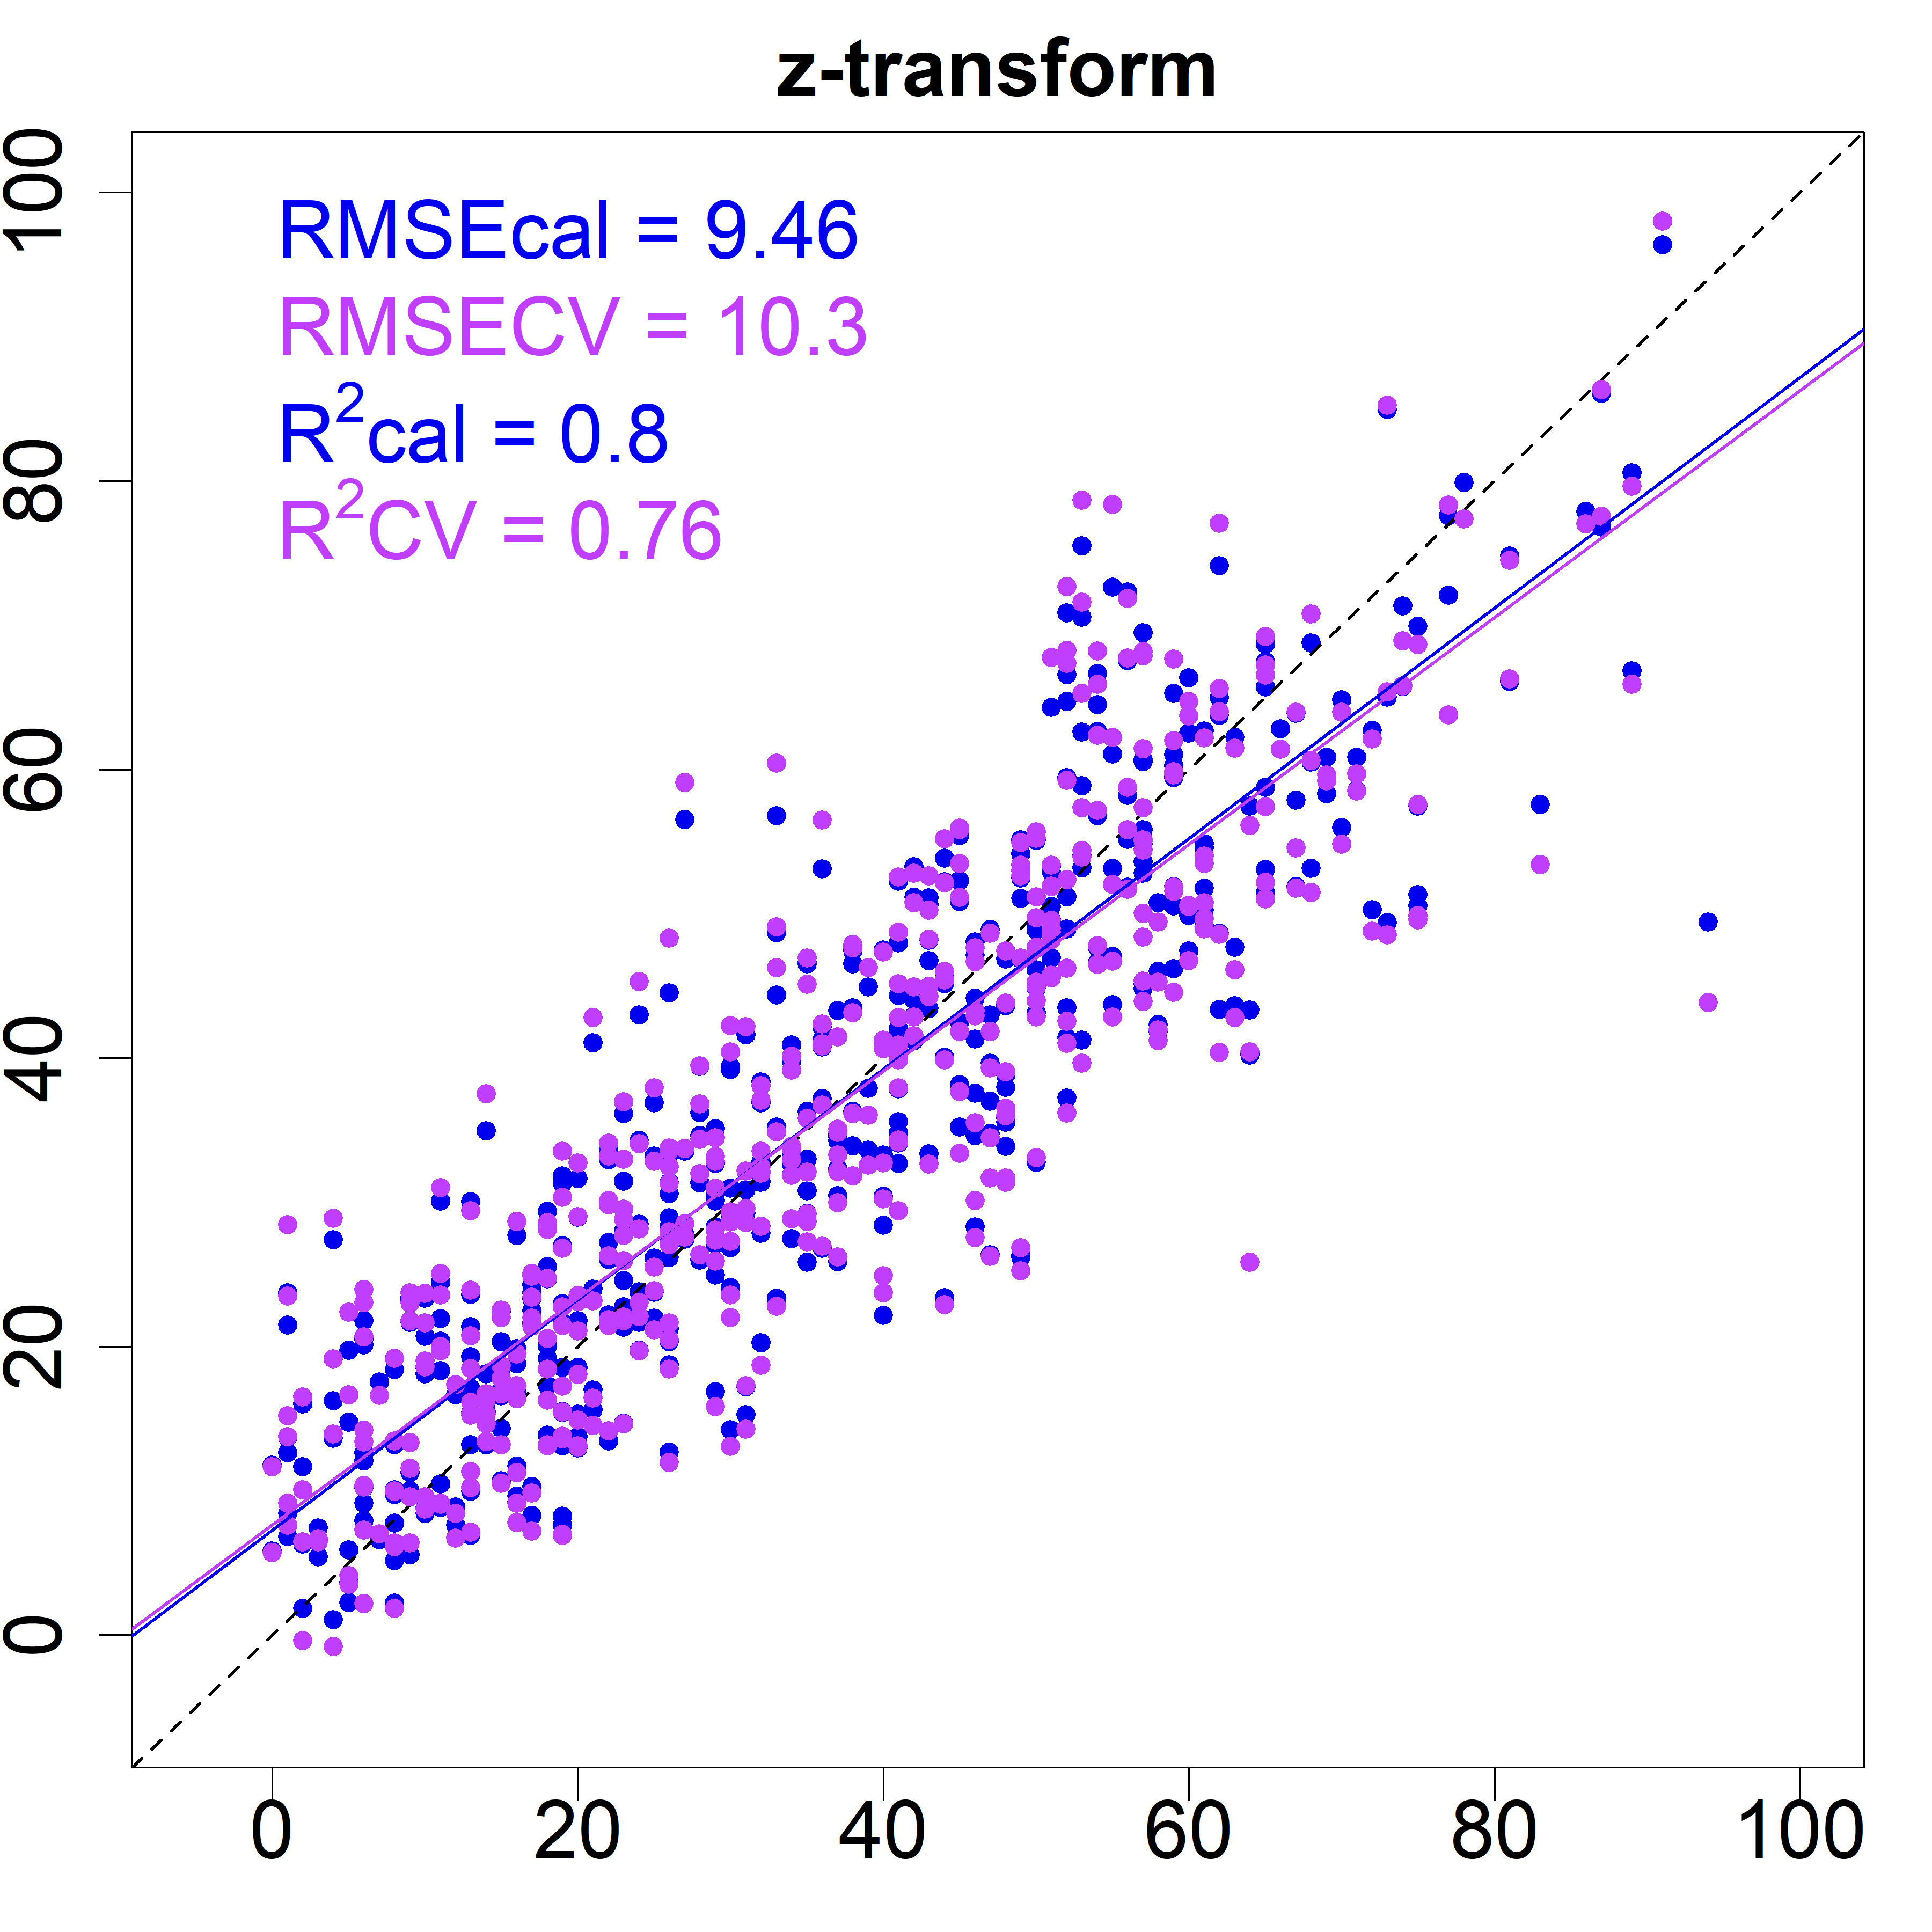 z-transform
RMSEcal = 9.46
RMSECV = 10.3
R²cal = 0.8
R²CV = 0.76
100
80
60
40
20
0
0 20 40 60 80 100